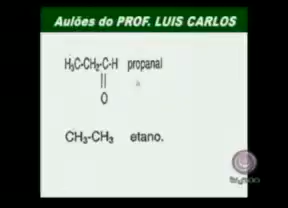 Aulões do PROF. LUIS CARLOS
H₃C-CH₂-C-H propanal
||
O
CH₃-CH₃ etano.